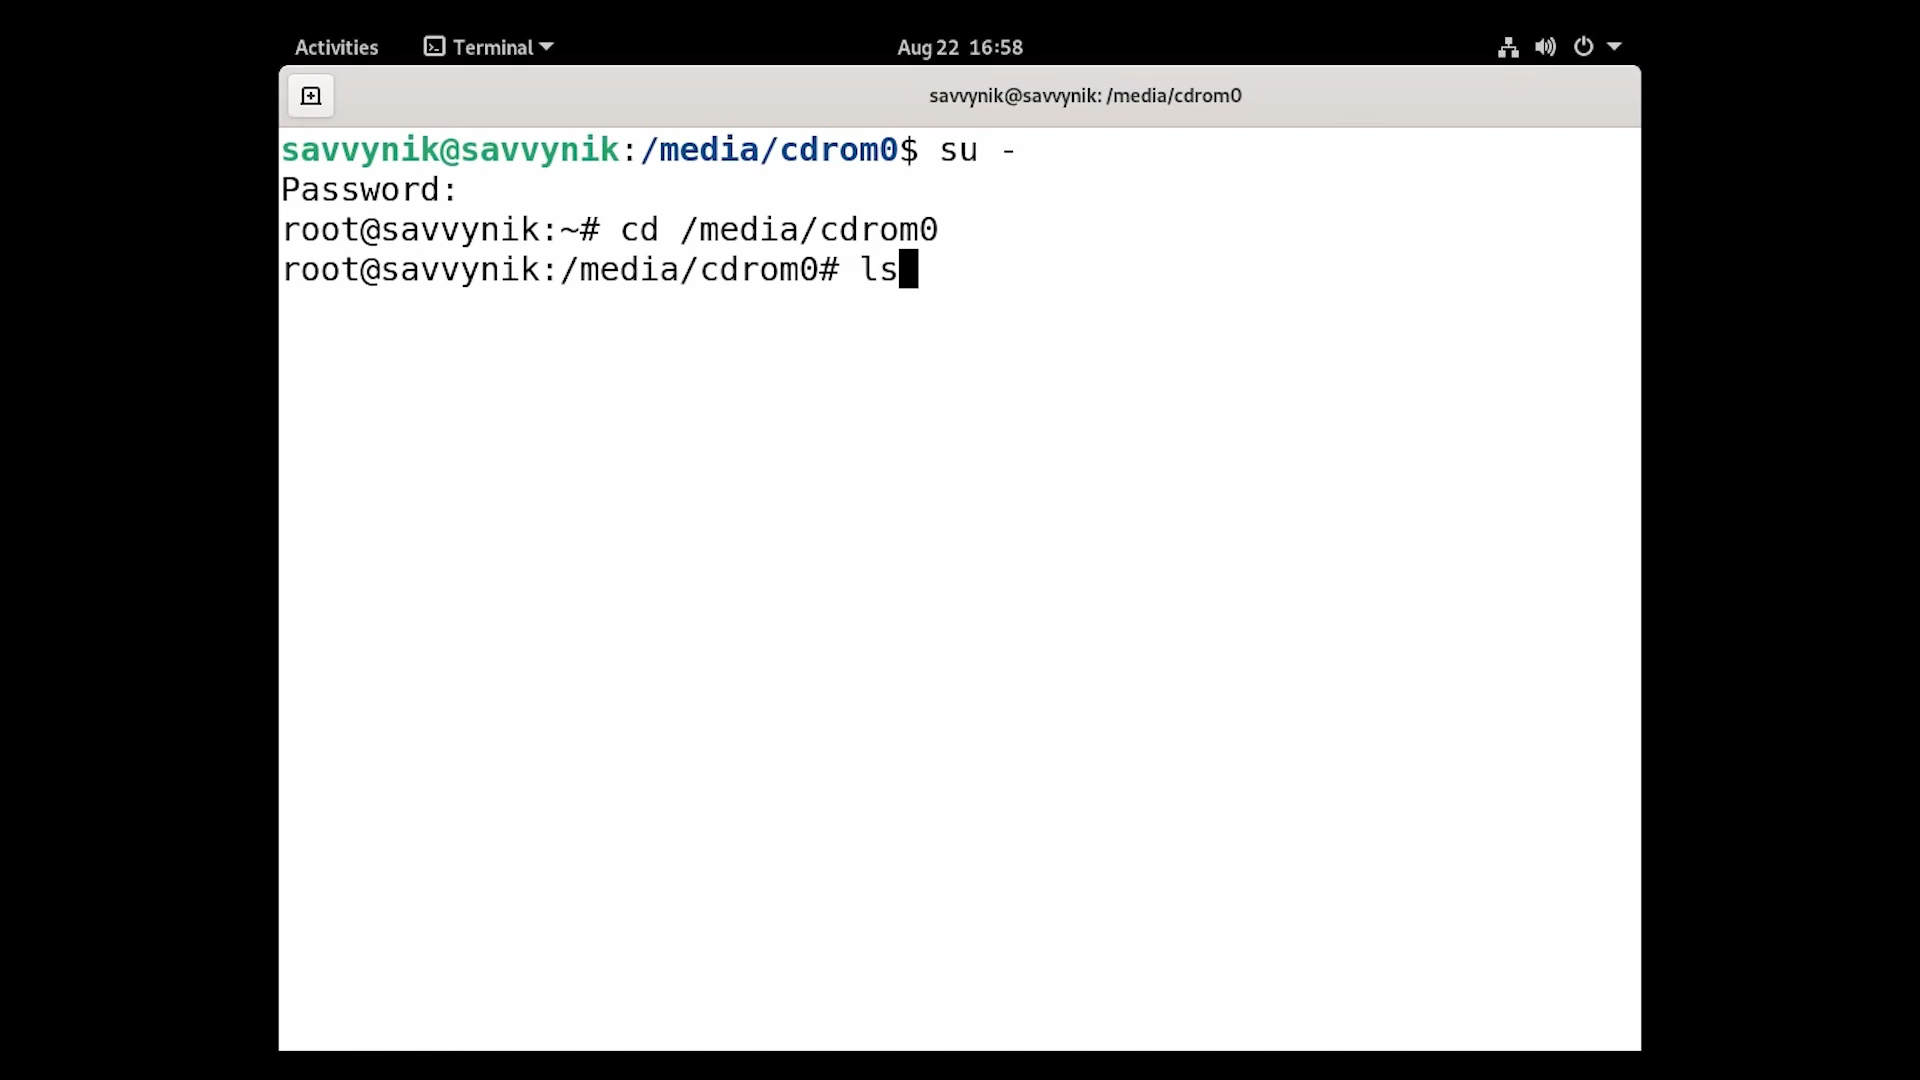 Activities Terminal Aug 22 16:58
savvynik@savvynik: /media/cdrom0
savvynik@savvynik:/media/cdrom0$ su -
Password:
root@savvynik:~# cd /media/cdrom0
root@savvynik:/media/cdrom0# ls